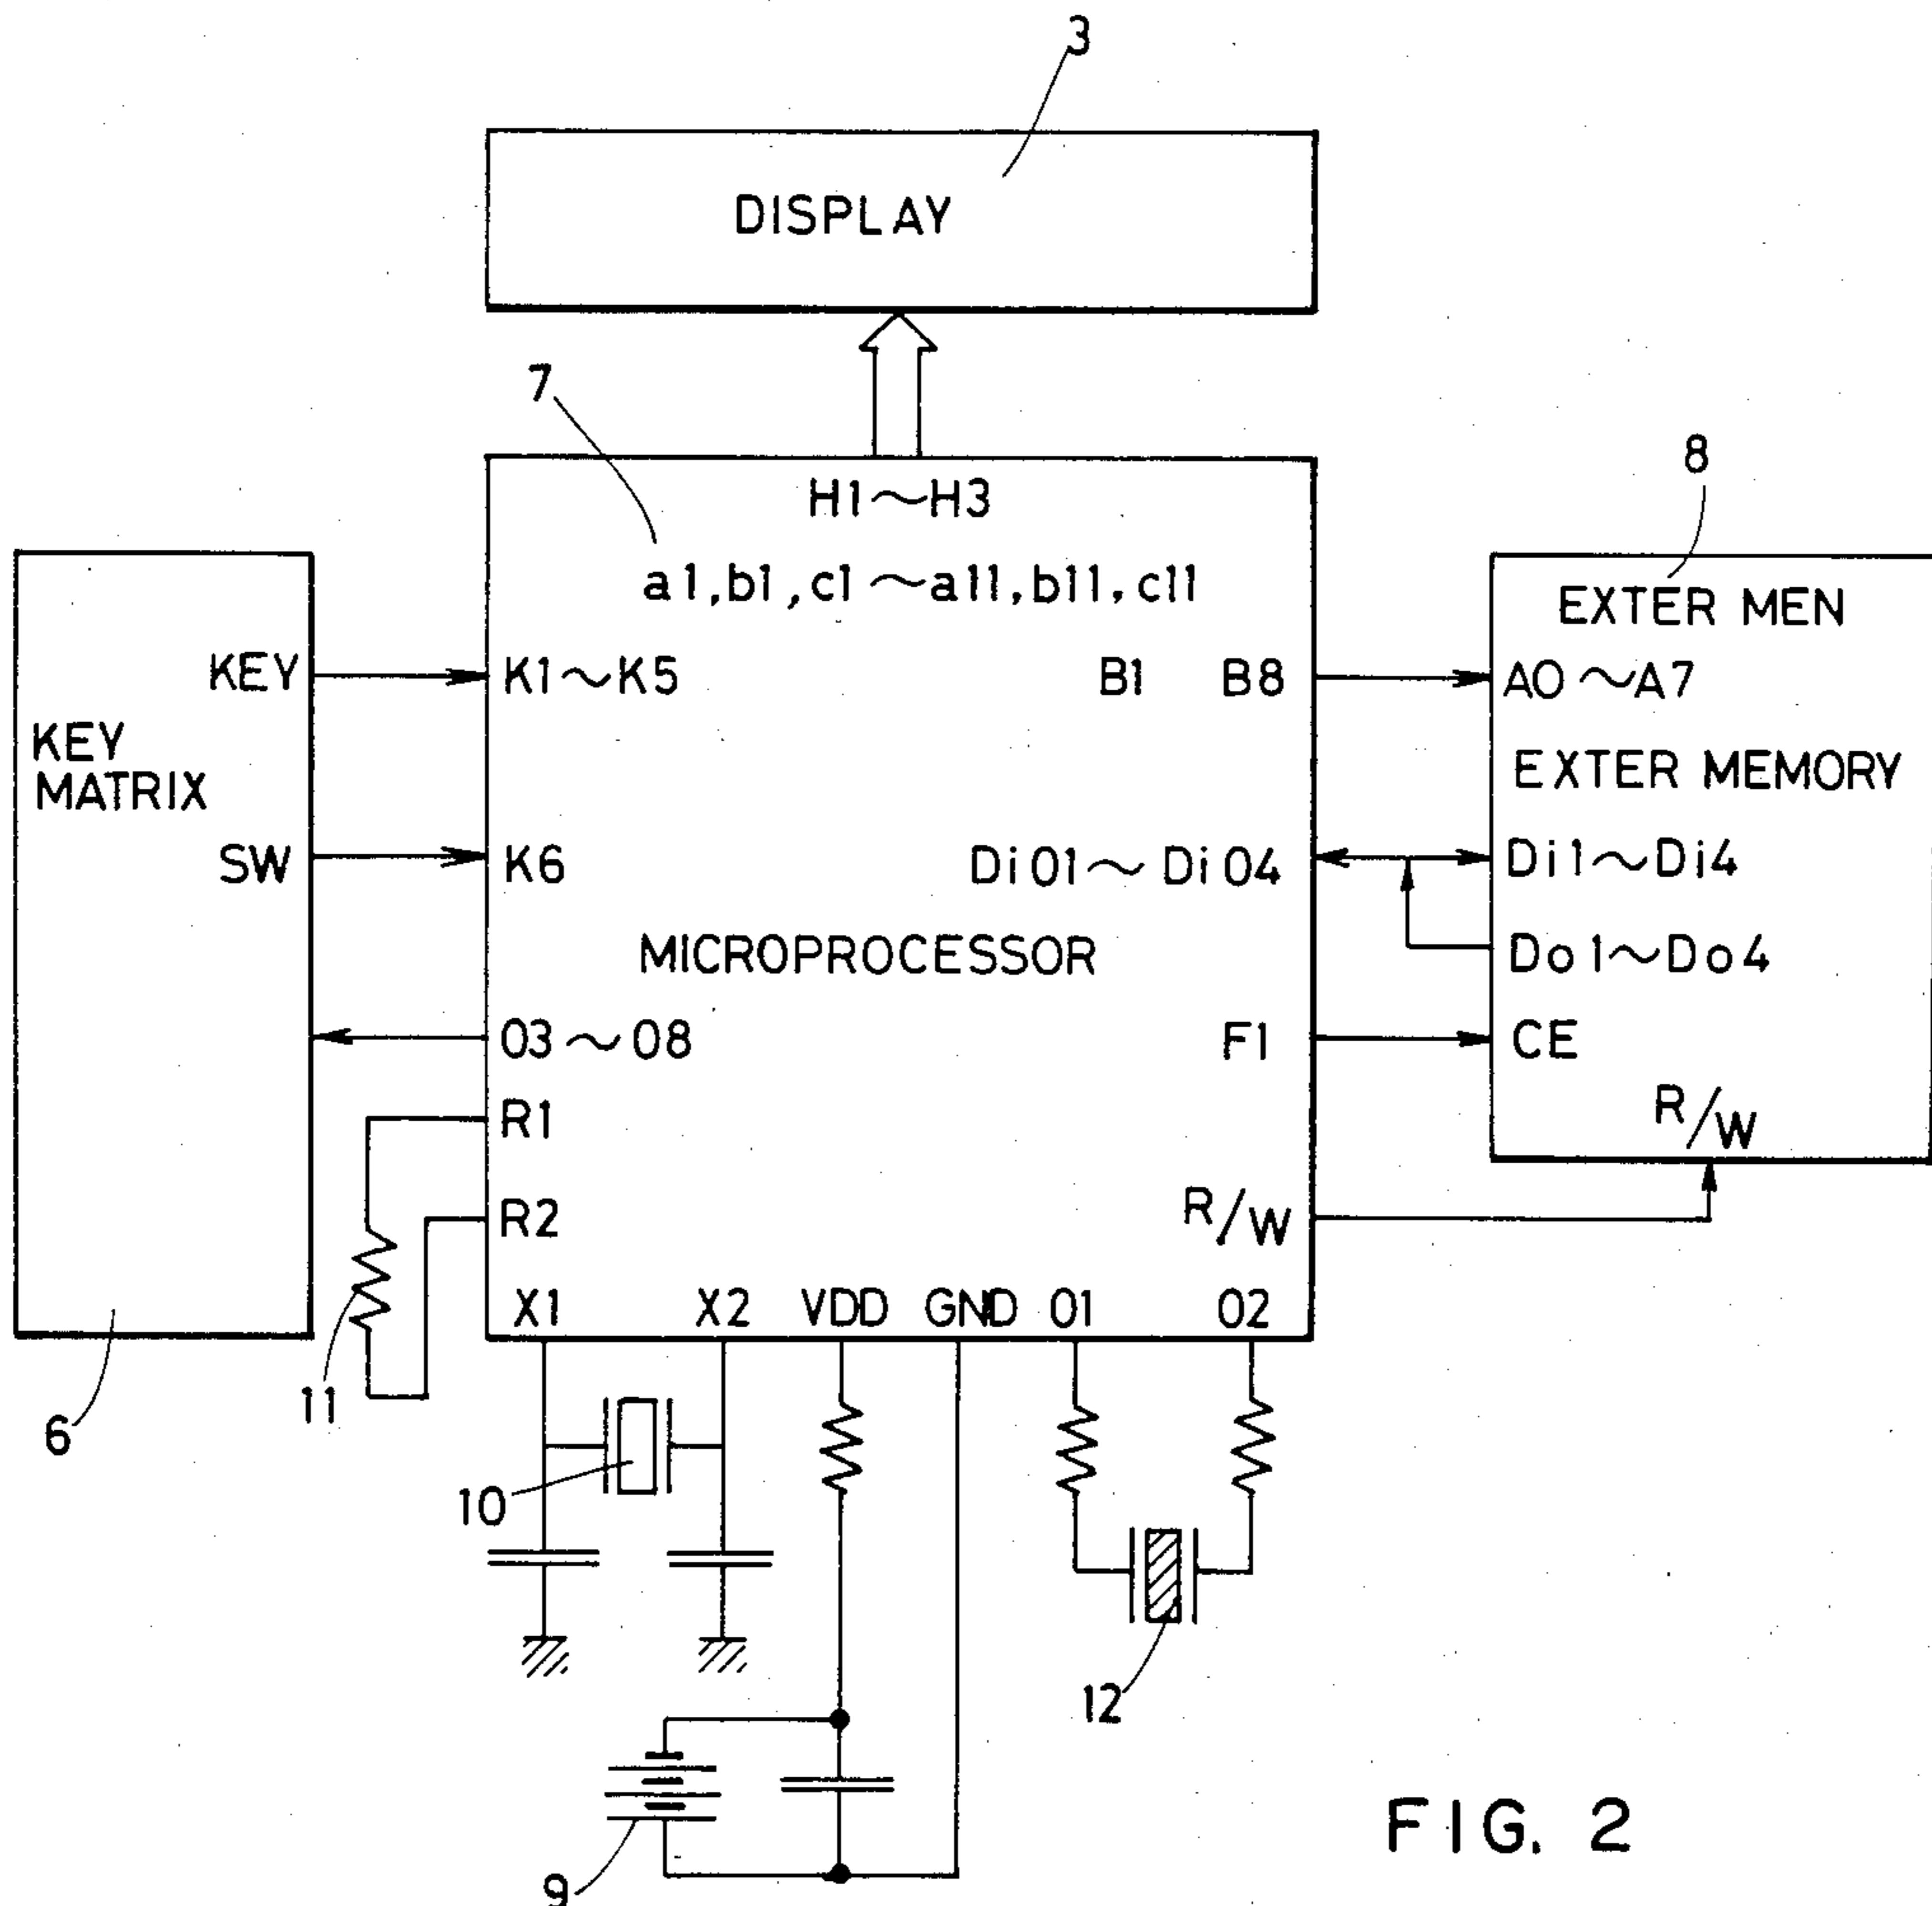 3
DISPLAY
7
H1~H3
8
a1,b1,c1~a11,b11,c11
EXTER MEN
KEY
K1~K5
B1 B8
A0~A7
KEY
MATRIX
EXTER MEMORY
SW
K6
Di01~Di04
Di1~Di4
MICROPROCESSOR
Do1~Do4
03~08
F1
CE
R1
R/W
R2
R/W
X1 X2 VDD GND 01 02
11
6
10
12
9
FIG. 2